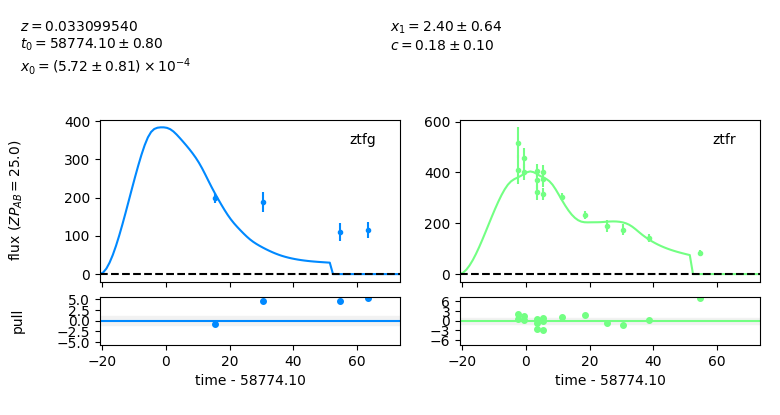 z = 0.033099540
t₀ = 58774.10 ± 0.80
x₀ = (5.72 ± 0.81) × 10⁻⁴
x₁ = 2.40 ± 0.64
c = 0.18 ± 0.10
flux (ZP_AB = 25.0)
400
300
200
100
0
ztfg
600
400
200
0
ztfr
pull
5.0
2.5
0.0
−2.5
−5.0
−20 0 20 40 60
time - 58774.10
6
3
0
−3
−6
−20 0 20 40 60
time - 58774.10